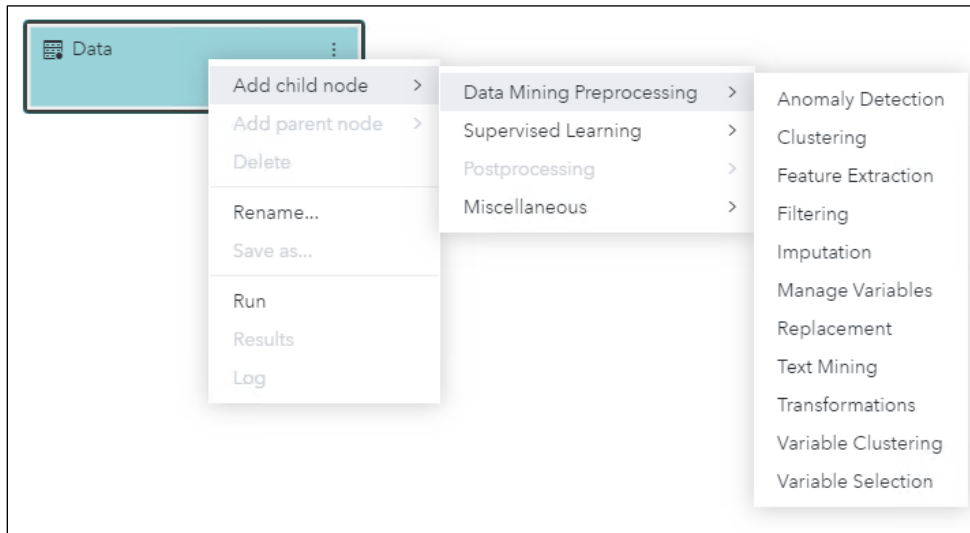 Data
Add child node
Add parent node
Delete
Rename...
Save as...
Run
Results
Log
Data Mining Preprocessing
Supervised Learning
Postprocessing
Miscellaneous
Anomaly Detection
Clustering
Feature Extraction
Filtering
Imputation
Manage Variables
Replacement
Text Mining
Transformations
Variable Clustering
Variable Selection